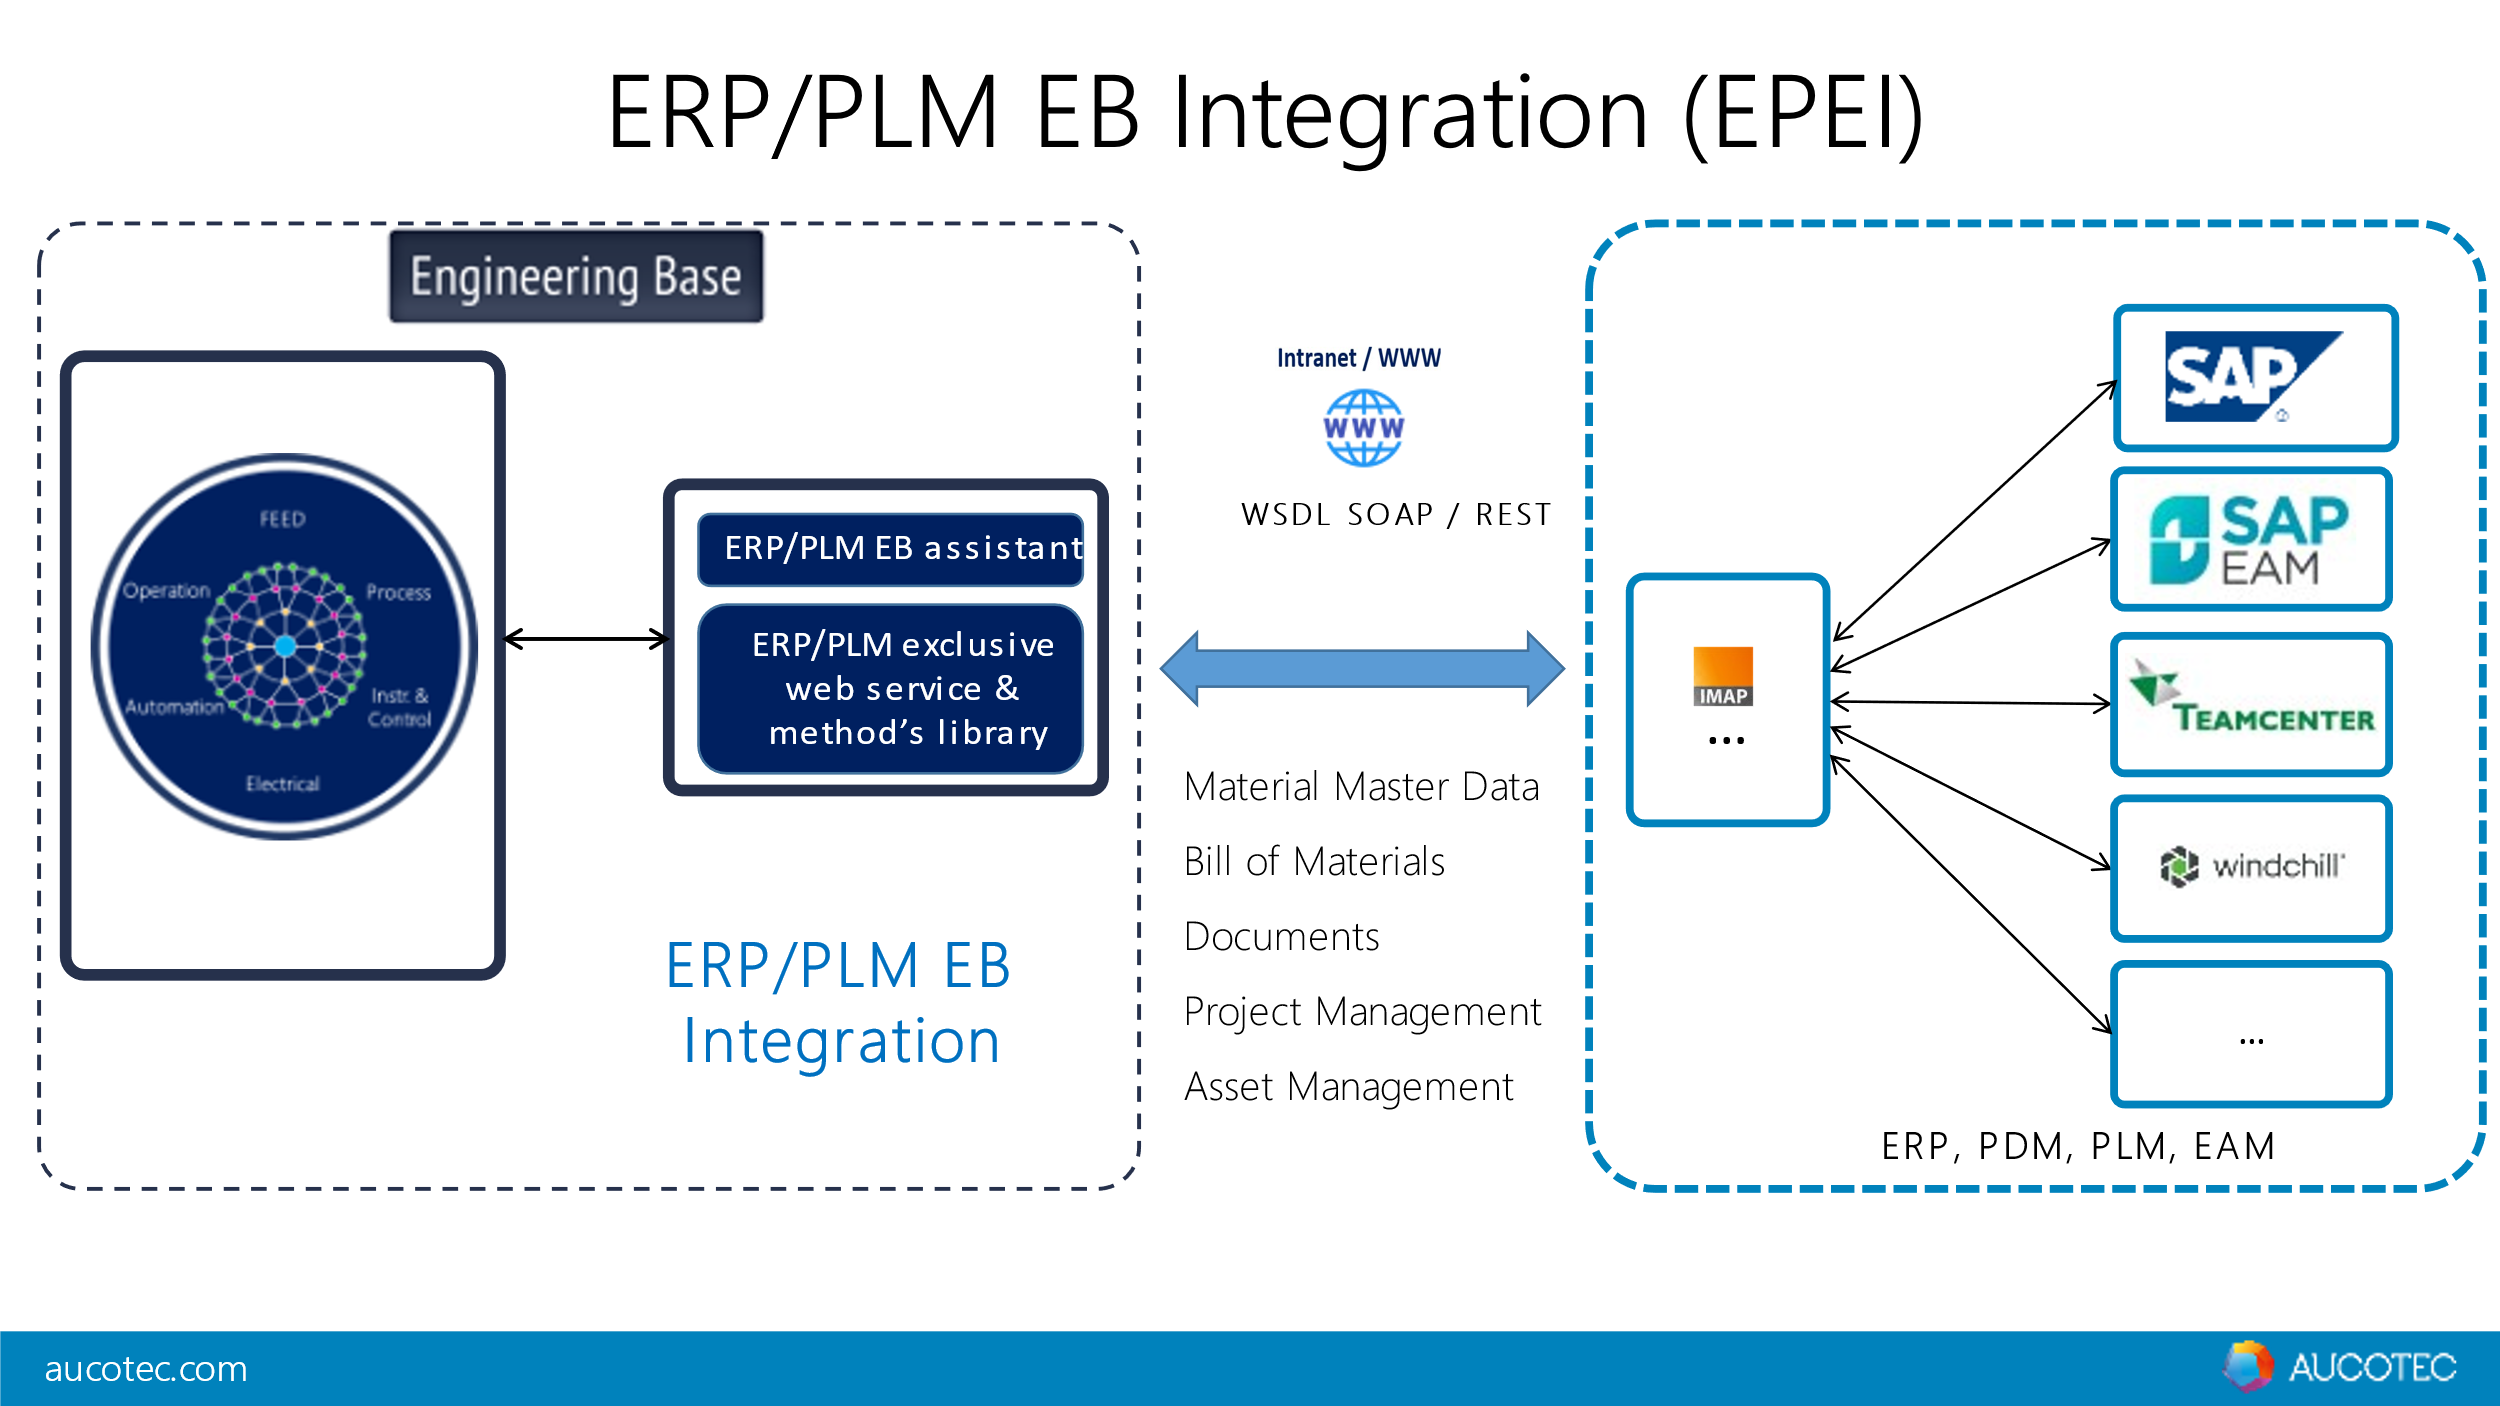 ERP/PLM EB Integration (EPEI)
Engineering Base
FEED
Operation
Process
Automation
Instr. &
Control
Electrical
ERP/PLM EB assistant
ERP/PLM exclusive
web service &
method’s library
ERP/PLM EB
Integration
Intranet / WWW
WWW
WSDL SOAP / REST
Material Master Data
Bill of Materials
Documents
Project Management
Asset Management
IMAP
...
SAP
®
SAP
EAM
TEAMCENTER
windchill
...
ERP, PDM, PLM, EAM
aucotec.com
AUCOTEC